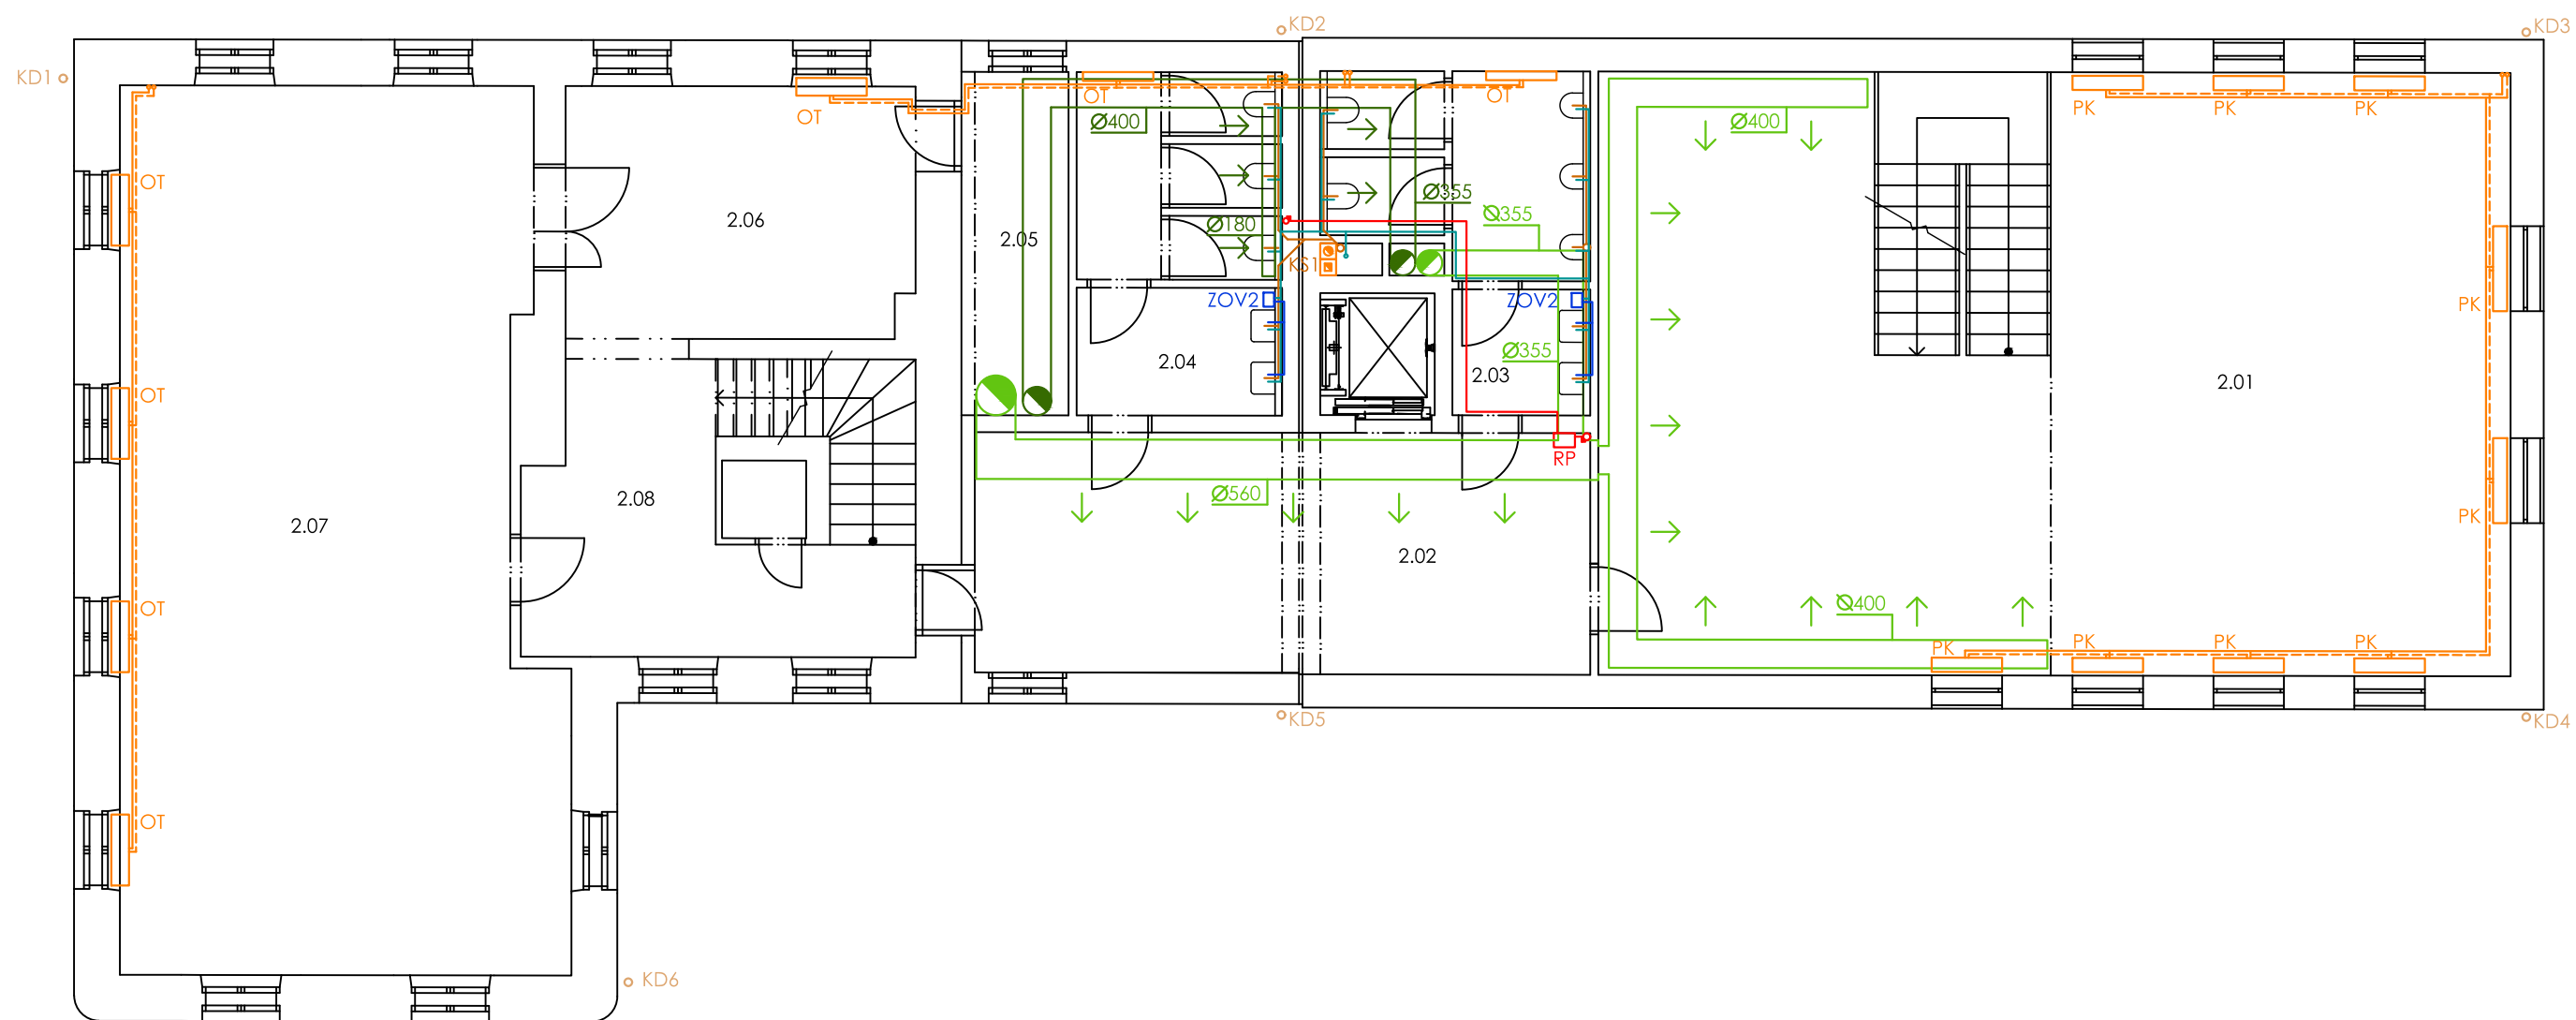 KD2
KD3
KD1
OT
OT
OT
PK
PK
PK
Ø400
Ø400
OT
Ø355
Ø355
2.06
2.05
Ø180
KS1
ZOV2
ZOV2
PK
2.04
Ø355
2.03
2.01
OT
RP
2.08
Ø560
PK
2.07
2.02
OT
Ø400
PK
PK
PK
PK
KD5
KD4
OT
KD6